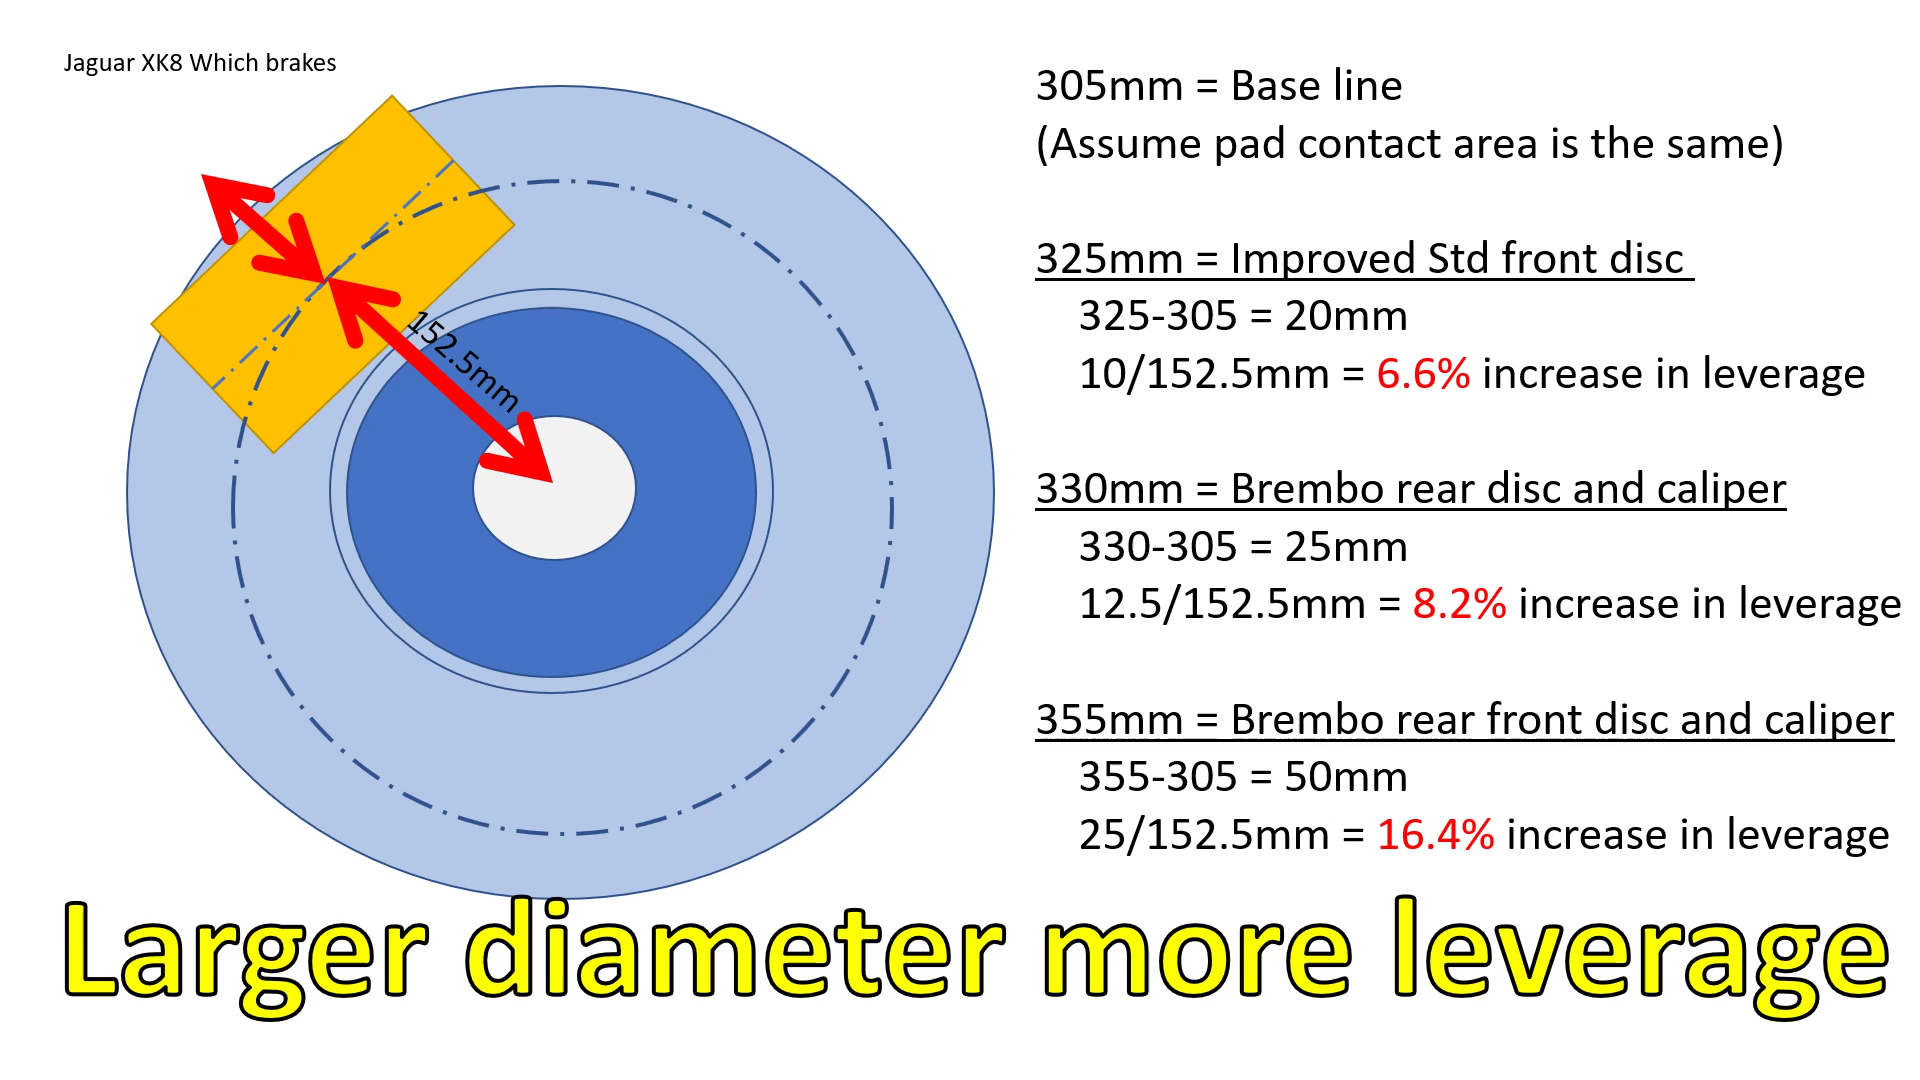 Jaguar XK8 Which brakes
152.5mm
305mm = Base line
(Assume pad contact area is the same)
325mm = Improved Std front disc
325-305 = 20mm
10/152.5mm = 6.6% increase in leverage
330mm = Brembo rear disc and caliper
330-305 = 25mm
12.5/152.5mm = 8.2% increase in leverage
355mm = Brembo rear front disc and caliper
355-305 = 50mm
25/152.5mm = 16.4% increase in leverage
Larger diameter more leverage